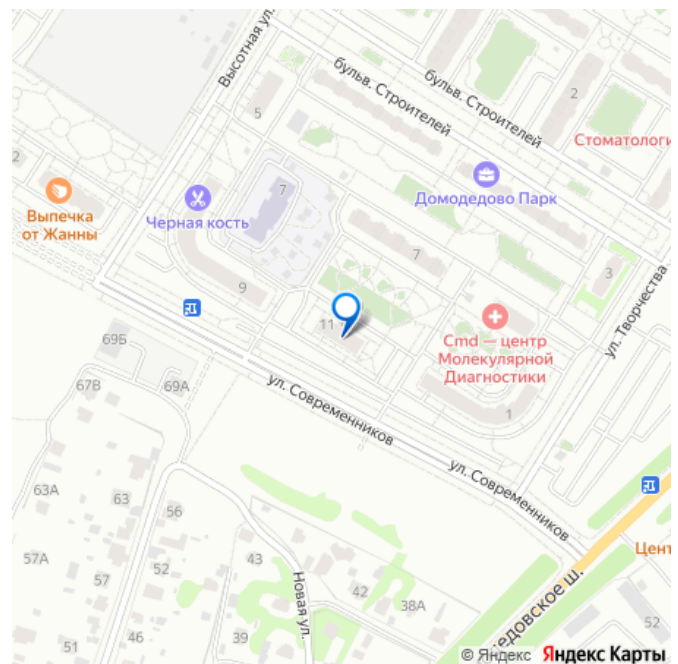 Высотная ул.
бульв. Строителей
бульв. Строителей
5
2
Стоматологи
2
7
Домодедово Парк
Выпечка
от Жанны
Черная кость
9
7
3
ул. Творчества
11
Cmd — центр
Молекулярной
Диагностики
69Б
67В
69А
ул. Современников
1
ул. Современников
63А
63
56
57А
57
52
43
Новая ул.
42
38А
Цент
едовское ш.
52
51
46
39
© Яндекс Яндекс Карты